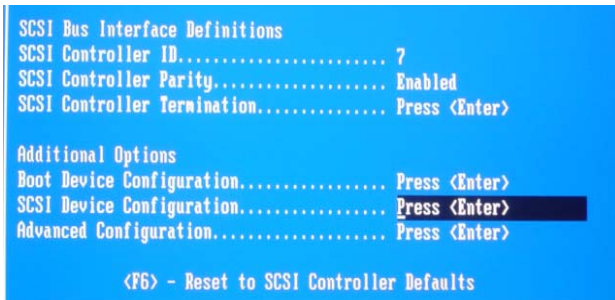 SCSI Bus Interface Definitions
SCSI Controller ID........................ 7
SCSI Controller Parity.................... Enabled
SCSI Controller Termination............... Press <Enter>
Additional Options
Boot Device Configuration................. Press <Enter>
SCSI Device Configuration................. Press <Enter>
Advanced Configuration.................... Press <Enter>
<F6> - Reset to SCSI Controller Defaults